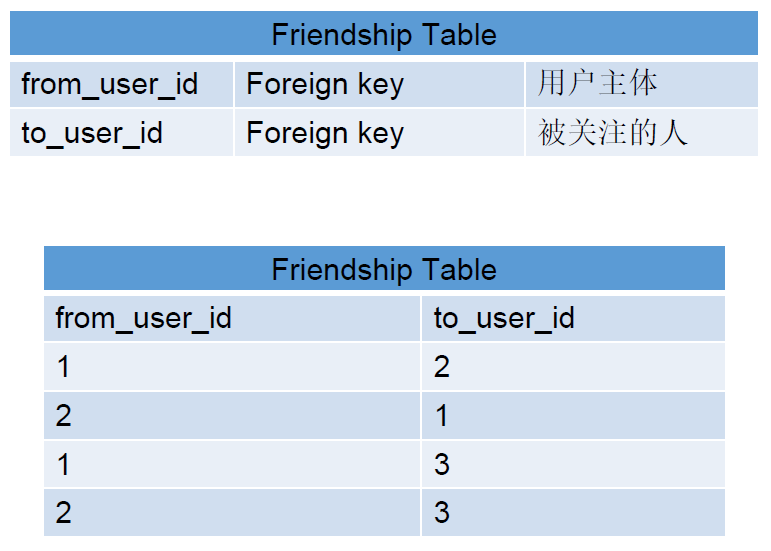 Friendship Table
from_user_id Foreign key 用户主体
to_user_id Foreign key 被关注的人
Friendship Table
from_user_id to_user_id
1 2
2 1
1 3
2 3